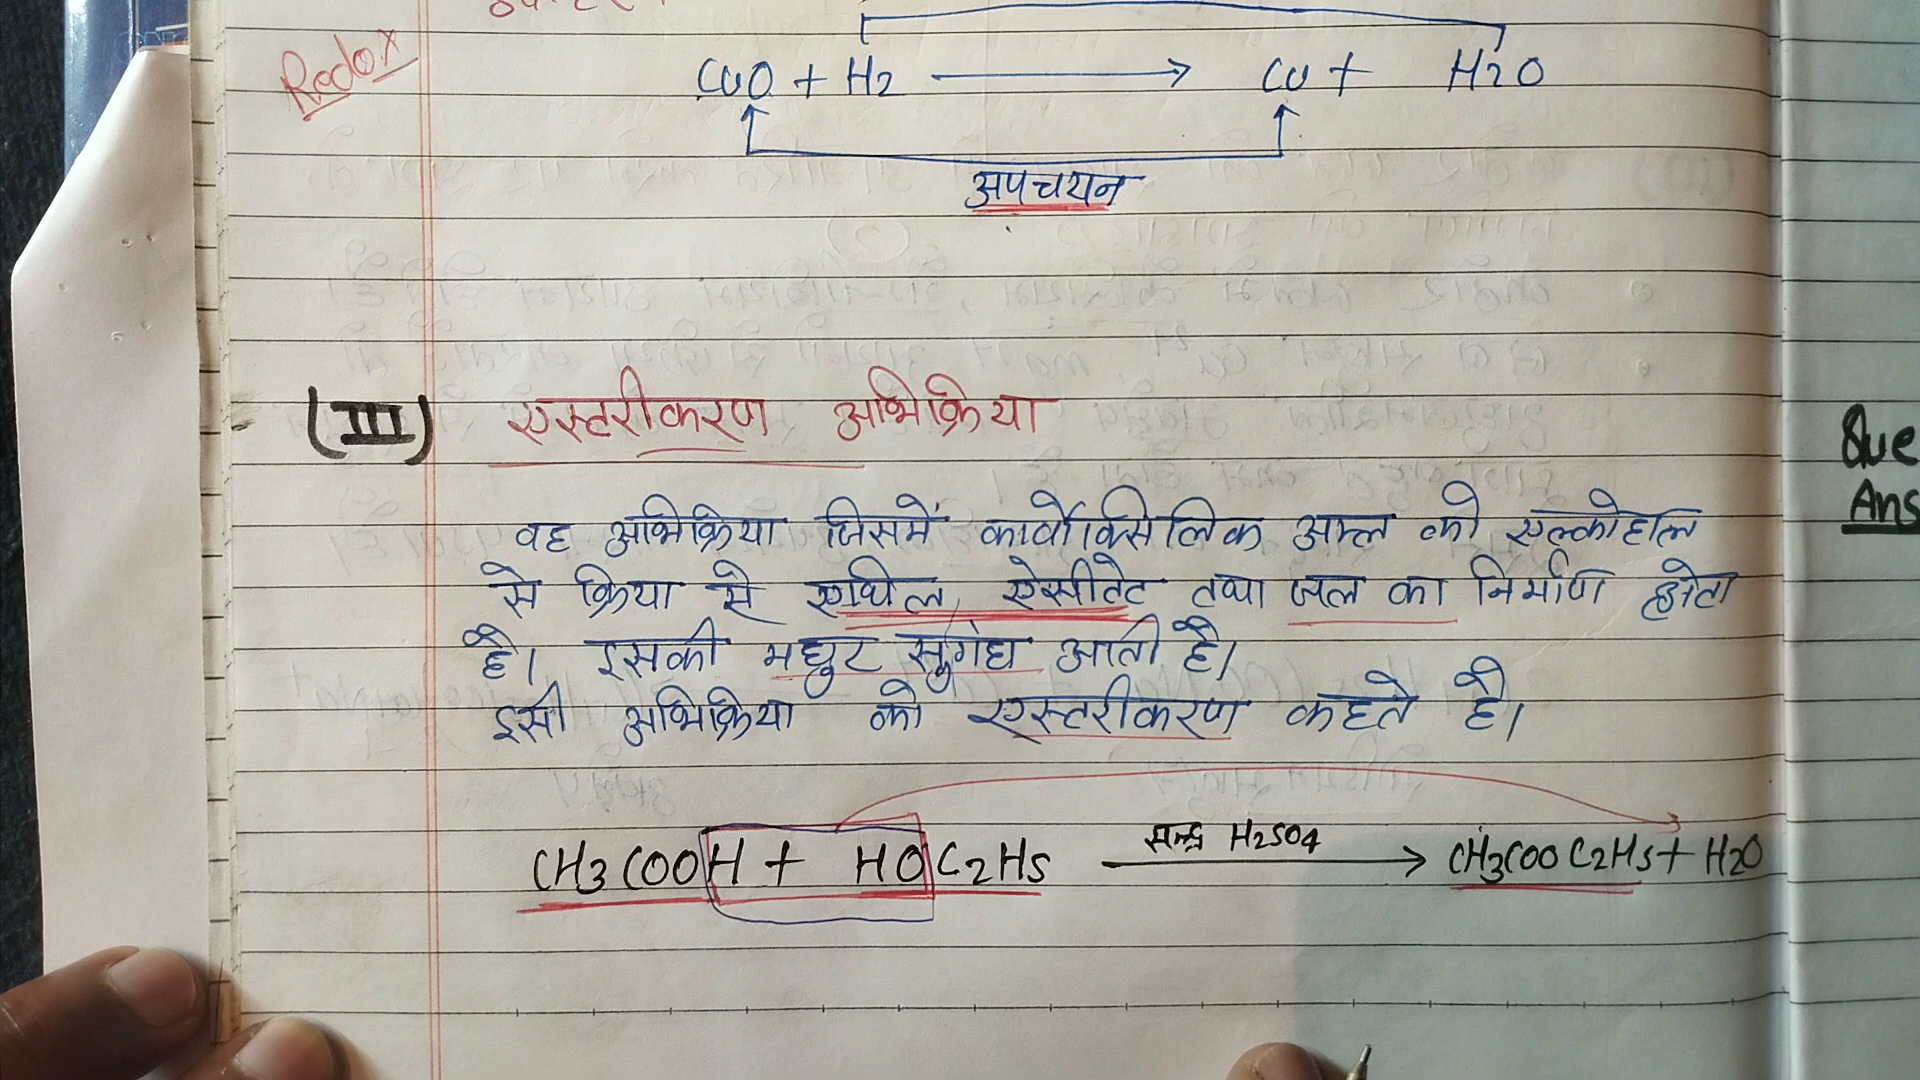 Redox
CuO + H2 → Cu + H2O
अपचयन
(III) एस्टरीकरण अभिक्रिया
वह अभिक्रिया जिसमें कार्वोक्सिलिक अम्ल को एल्कोहाल
से क्रिया से एथिल ऐसीटेट तथा जल का निर्माण होता
है। इसकी मधुर सुगंध आती है।
इसी अभिक्रिया को एस्टरीकरण कहते है।
सान्द्र H2SO4
CH3COOH + HOC2H5 → CH3COOC2H5 + H2O
Que
Ans